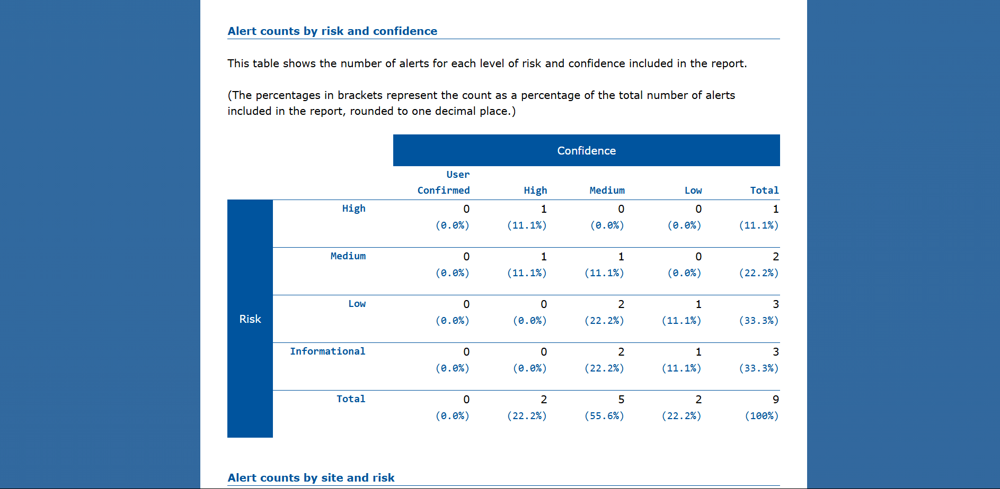 Alert counts by risk and confidence
This table shows the number of alerts for each level of risk and confidence included in the report.
(The percentages in brackets represent the count as a percentage of the total number of alerts
included in the report, rounded to one decimal place.)
Confidence
User
Confirmed High Medium Low Total
High 0 1 0 0 1
(0.0%) (11.1%) (0.0%) (0.0%) (11.1%)
Medium 0 1 1 0 2
(0.0%) (11.1%) (11.1%) (0.0%) (22.2%)
Low 0 0 2 1 3
Risk (0.0%) (0.0%) (22.2%) (11.1%) (33.3%)
Informational 0 0 2 1 3
(0.0%) (0.0%) (22.2%) (11.1%) (33.3%)
Total 0 2 5 2 9
(0.0%) (22.2%) (55.6%) (22.2%) (100%)
Alert counts by site and risk